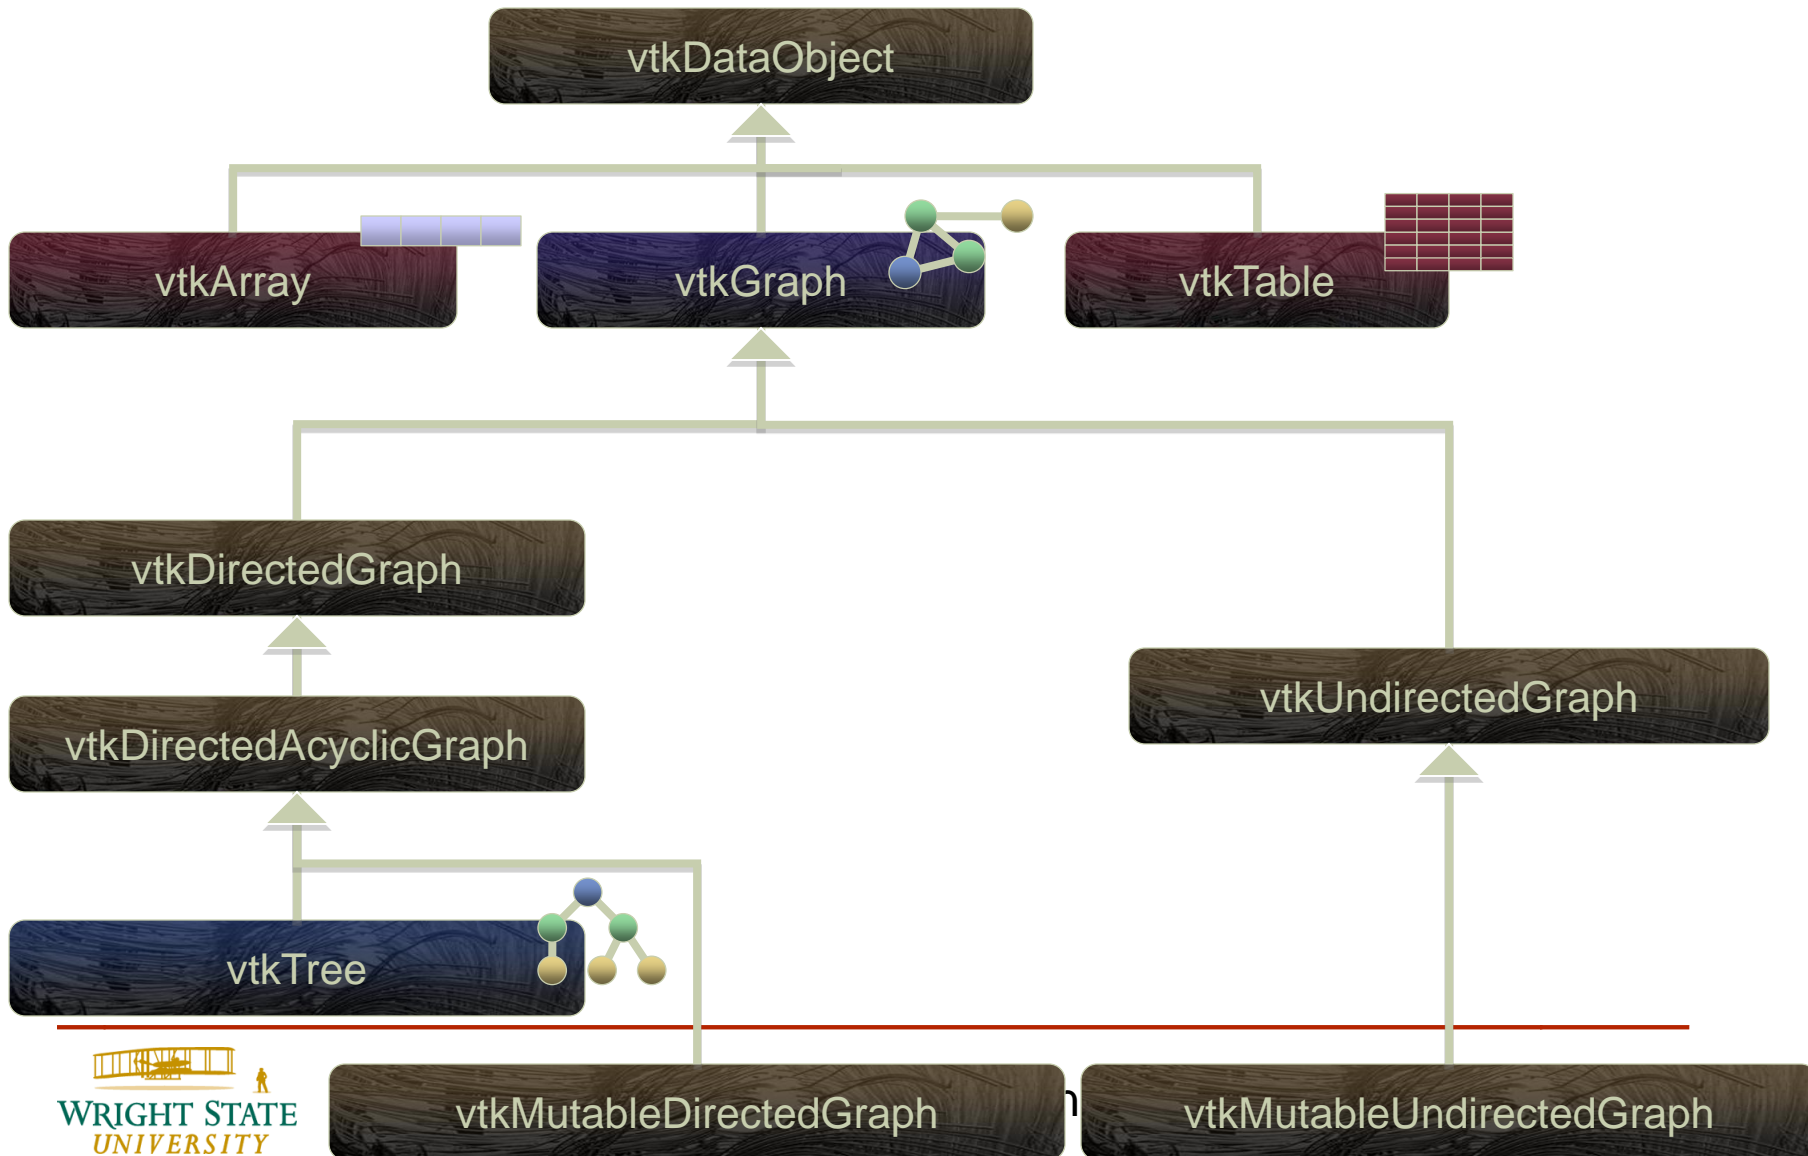 vtkDataObject
vtkArray
vtkGraph
vtkTable
vtkDirectedGraph
vtkUndirectedGraph
vtkDirectedAcyclicGraph
vtkTree
WRIGHT STATE
UNIVERSITY
vtkMutableDirectedGraph
n
vtkMutableUndirectedGraph